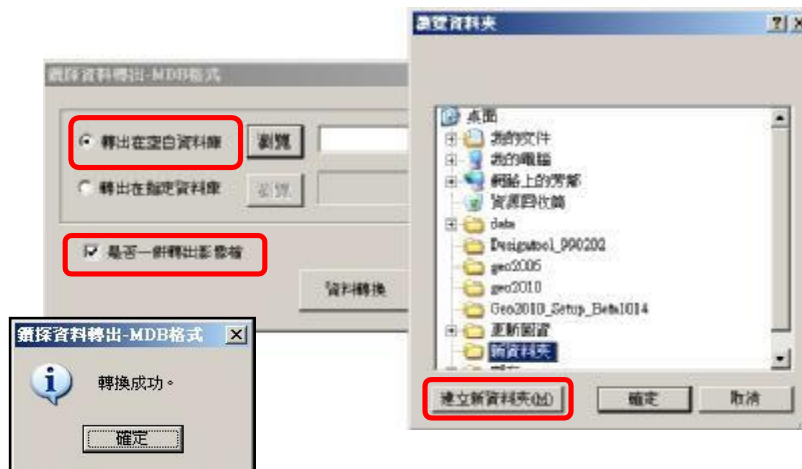 鑽探資料轉出-MDB格式
轉出在空白資料庫
瀏覽
轉出在指定資料庫
瀏覽
是否一併轉出影像檔
資料轉換
鑽探資料轉出-MDB格式
轉換成功。
確定
瀏覽資料夾
桌面
我的文件
我的電腦
網路上的芳鄰
資源回收筒
data
Designtool_990202
geo2005
geo2010
Geo2010_Setup_Beta1014
更新圖資
新資料夾
建立新資料夾(M)
確定
取消